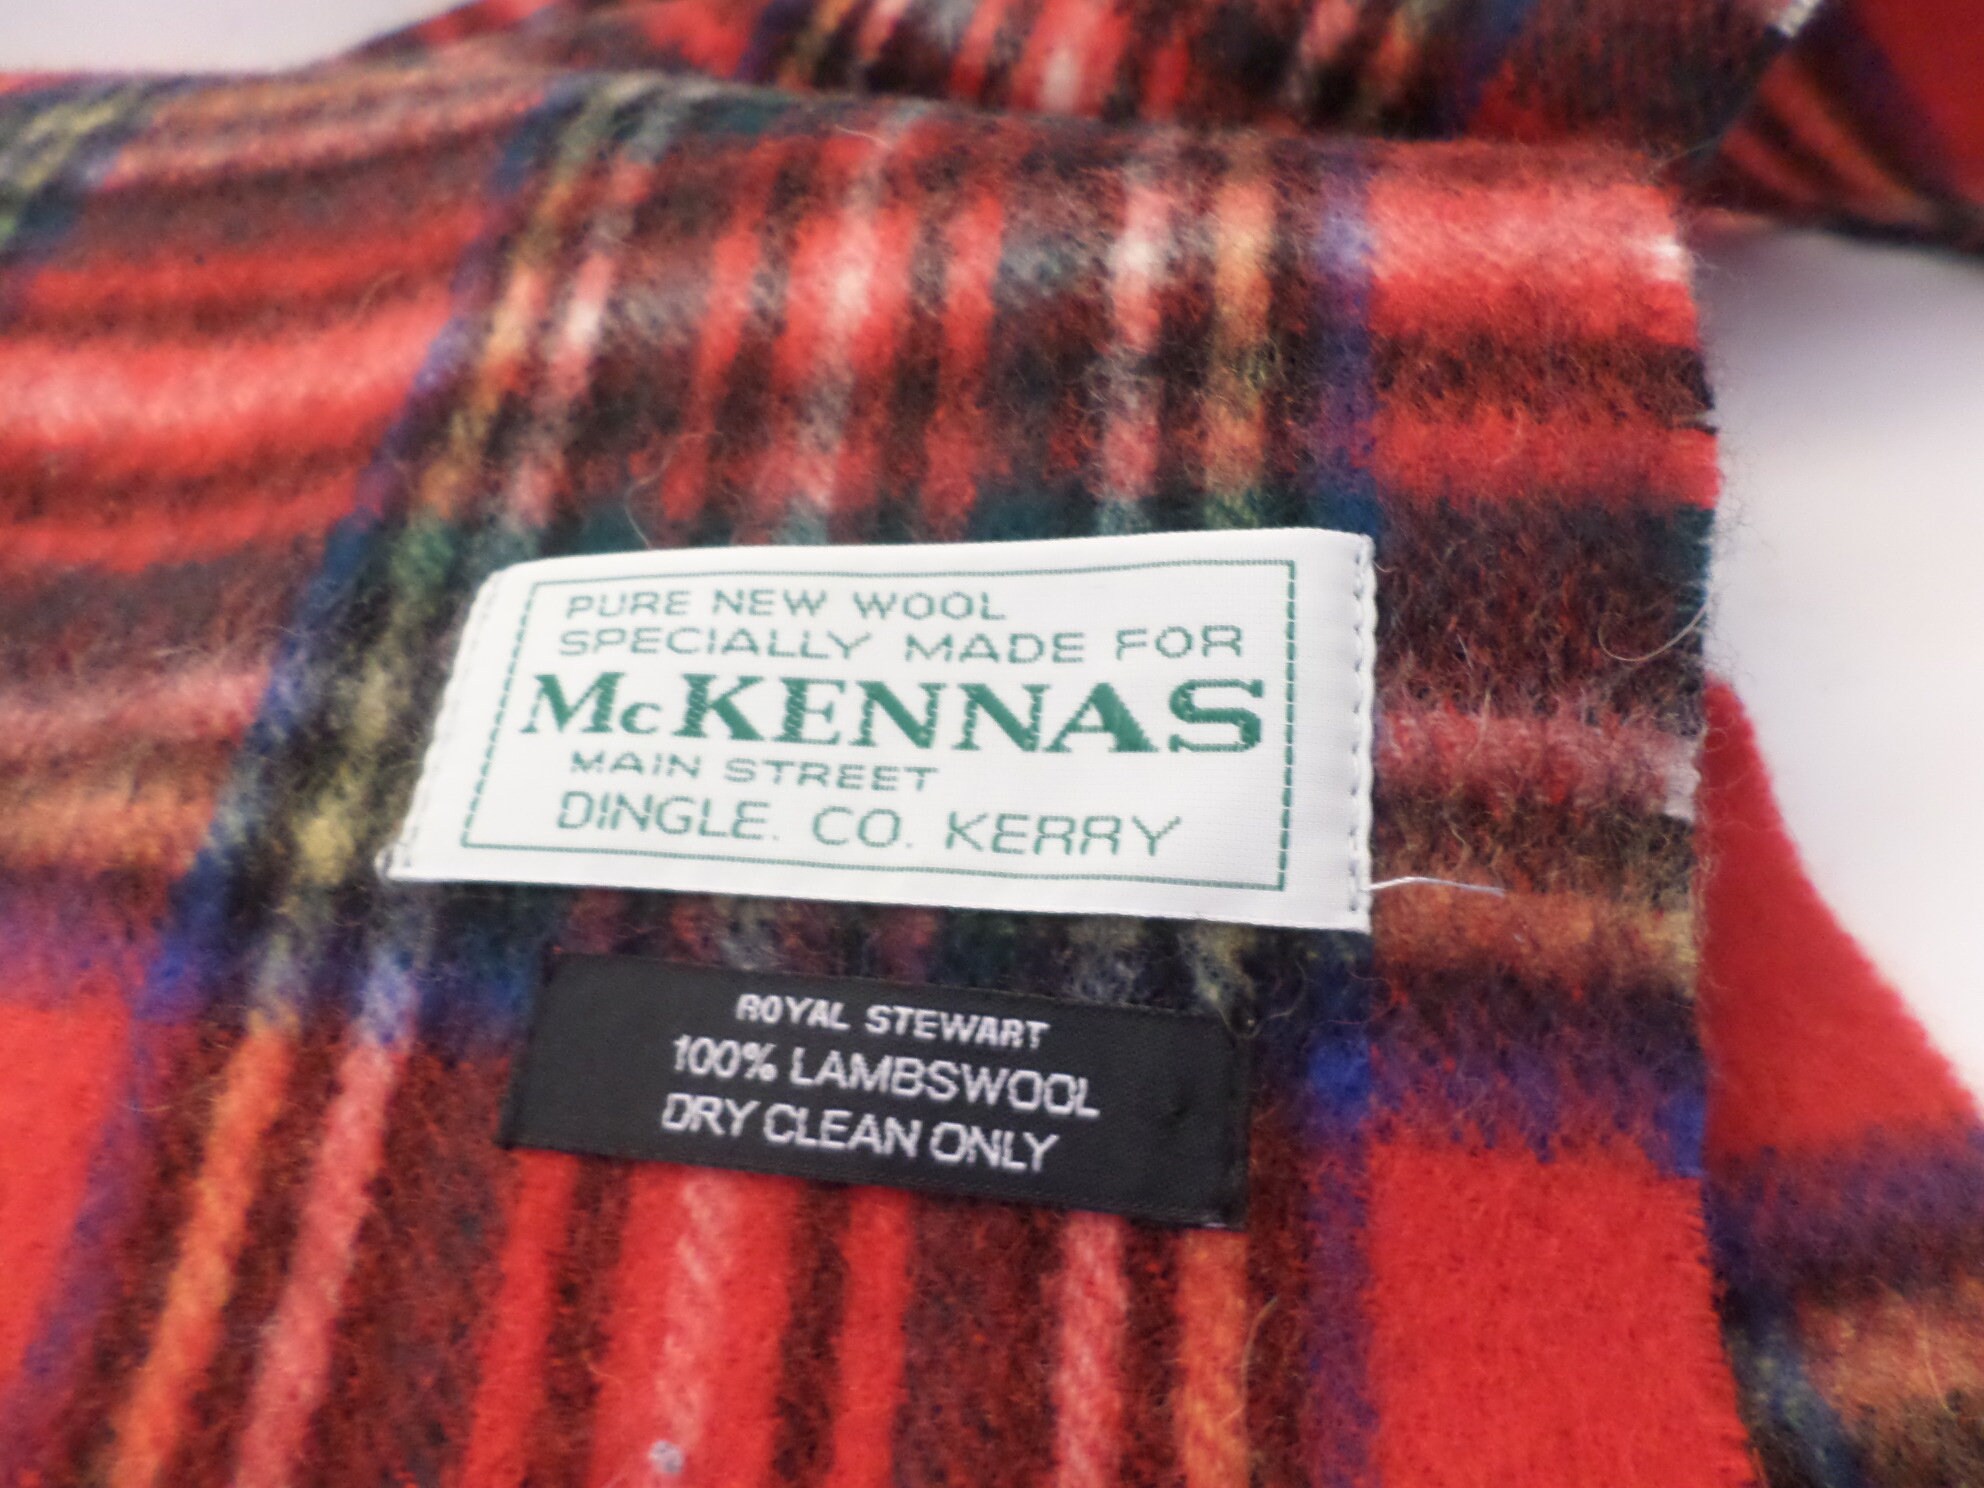 PURE NEW WOOL
SPECIALLY MADE FOR
McKENNAS
MAIN STREET
DINGLE. CO. KERRY
ROYAL STEWART
100% LAMBSWOOL
DRY CLEAN ONLY